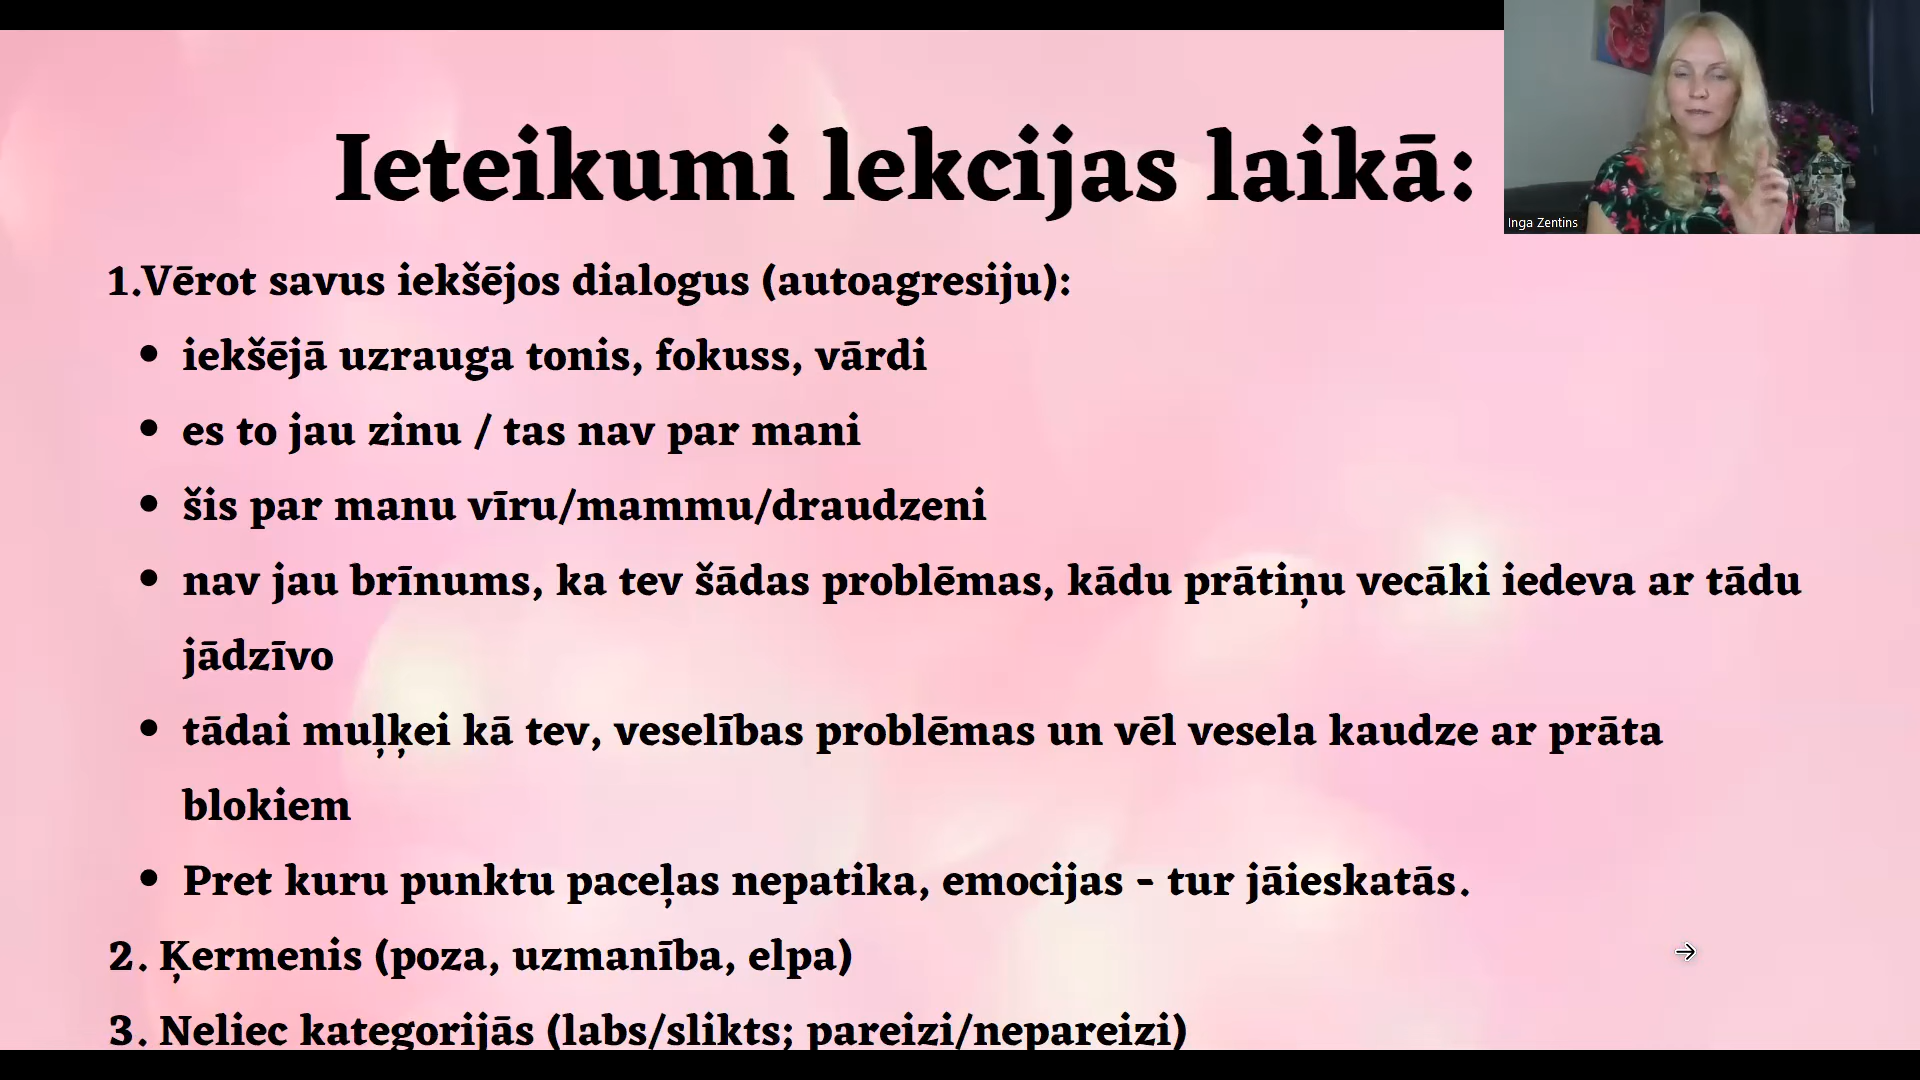 Ieteikumi lekcijas laikā:
Inga Zentins
1.Vērot savus iekšējos dialogus (autoagresiju):
• iekšējā uzrauga tonis, fokuss, vārdi
• es to jau zinu / tas nav par mani
• šis par manu vīru/mammu/draudzeni
• nav jau brīnums, ka tev šādas problēmas, kādu prātiņu vecāki iedeva ar tādu
jādzīvo
• tādai muļķei kā tev, veselības problēmas un vēl vesela kaudze ar prāta
blokiem
• Pret kuru punktu paceļas nepatika, emocijas - tur jāieskatās.
2. Ķermenis (poza, uzmanība, elpa)
3. Neliec kategorijās (labs/slikts; pareizi/nepareizi)